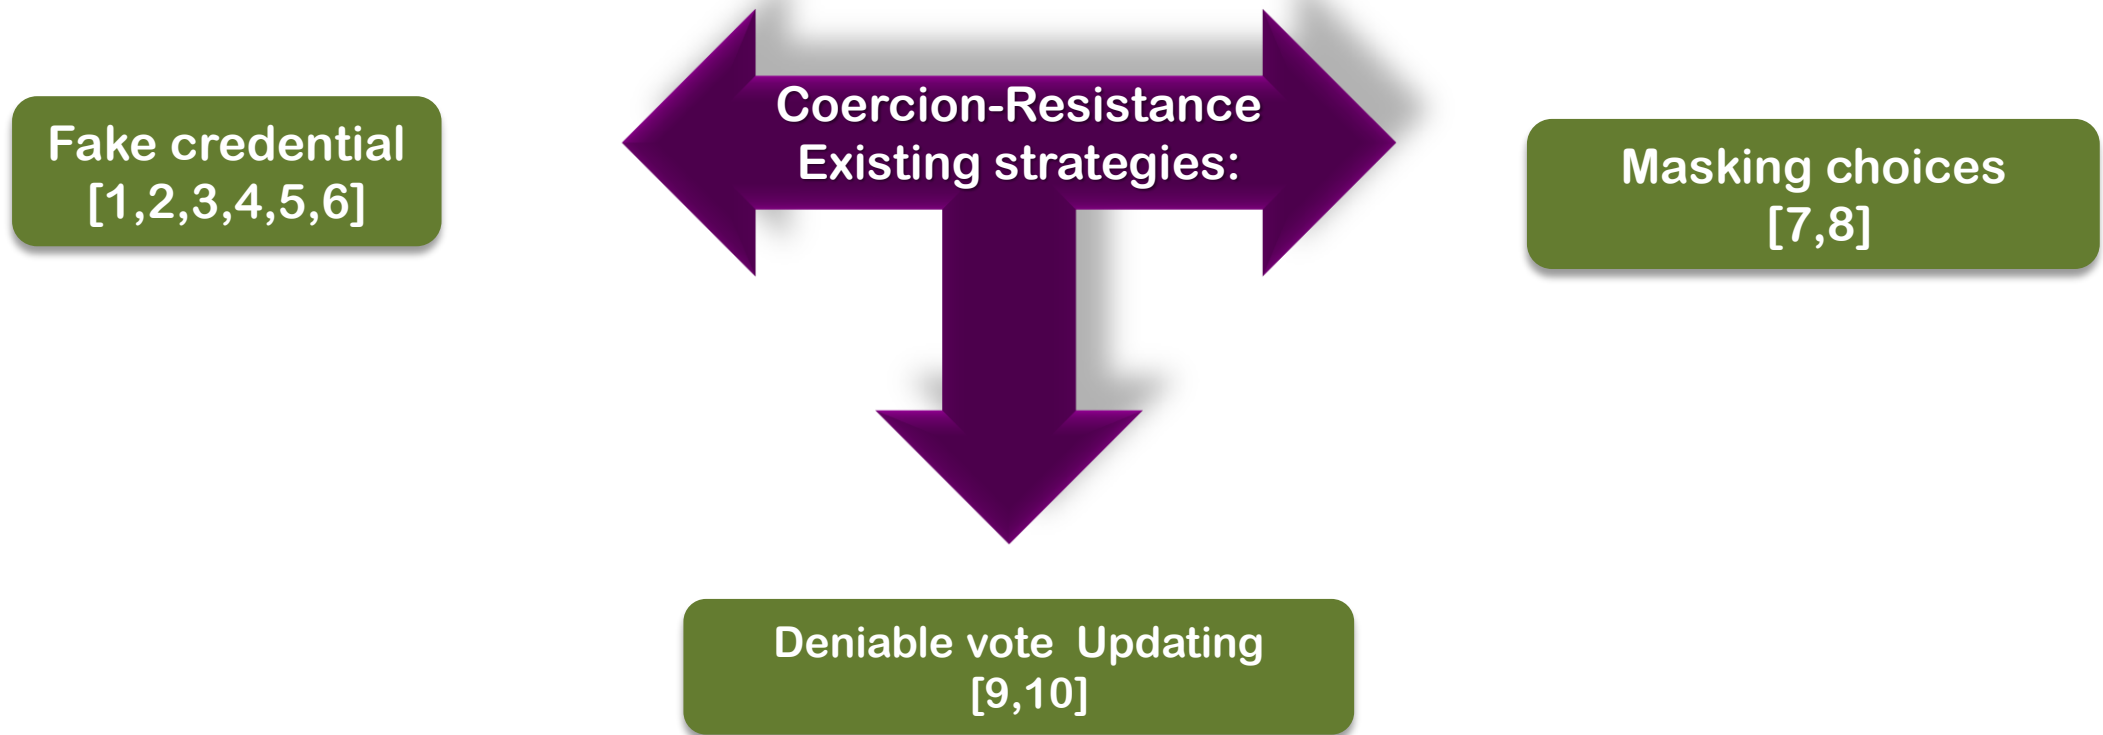 Coercion-Resistance
Existing strategies:
Fake credential
[1,2,3,4,5,6]
Masking choices
[7,8]
Deniable vote  Updating
[9,10]